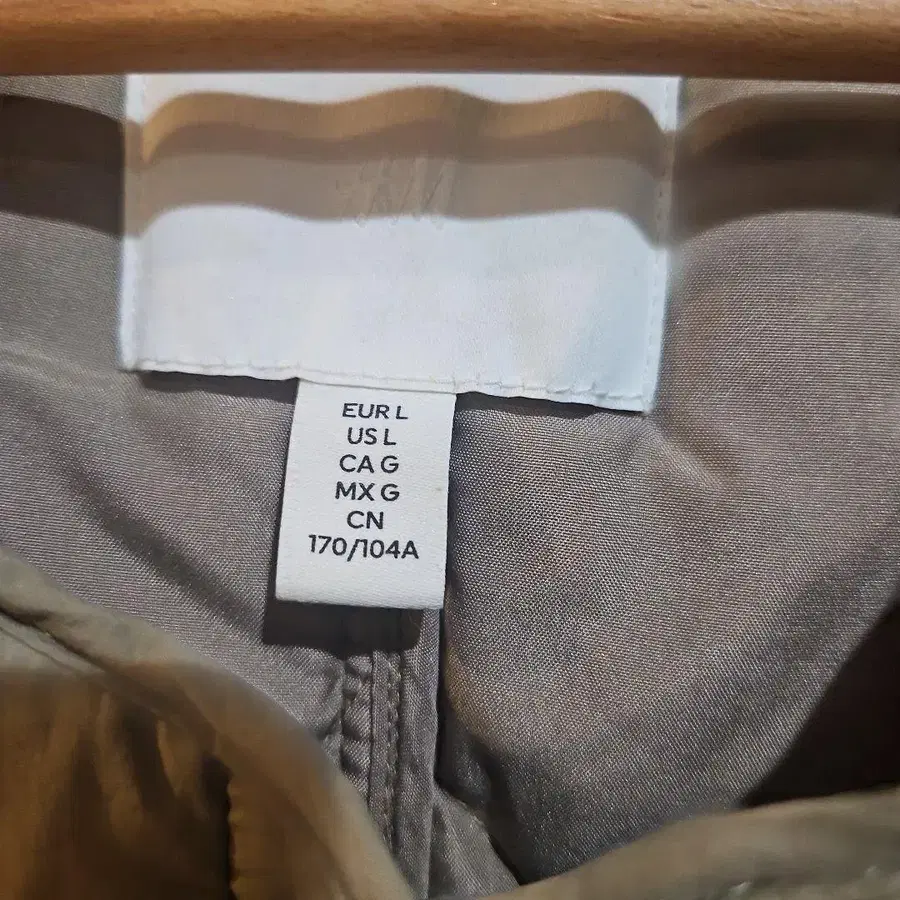 H&M
EUR L
US L
CA G
MX G
CN
170/104A